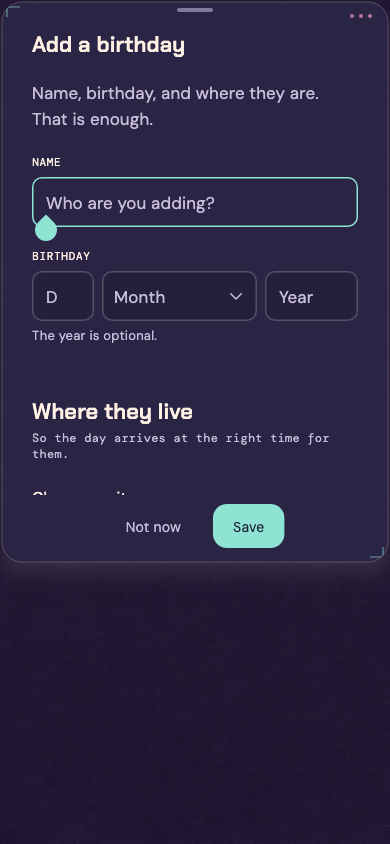 Add a birthday
Name, birthday, and where they are.
That is enough.
NAME
Who are you adding?
BIRTHDAY
D
Month
Year
The year is optional.
Where they live
So the day arrives at the right time for
them.
Not now
Save